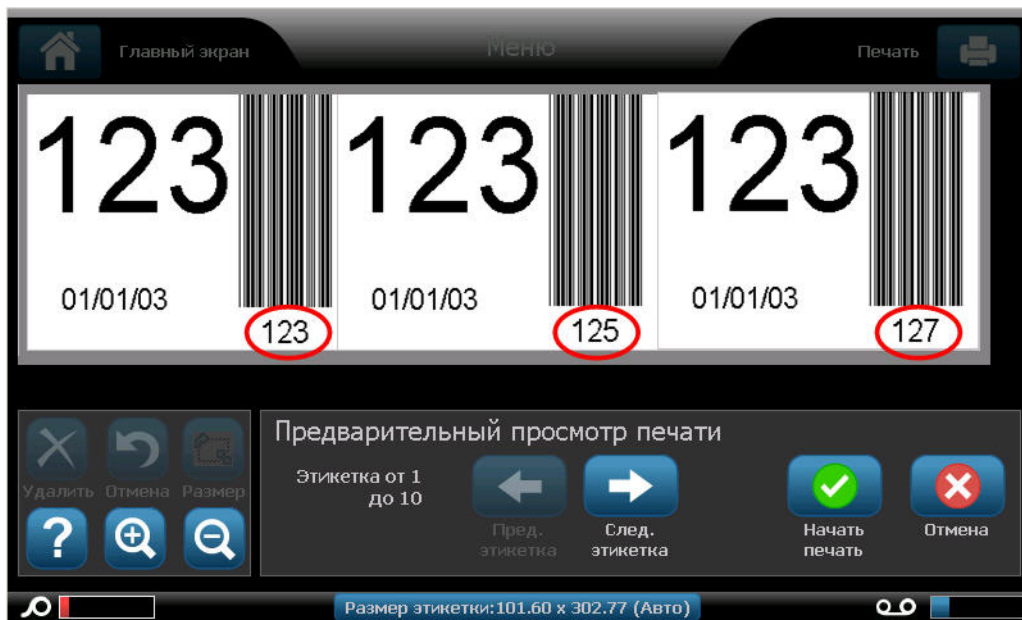 Главный экран
Меню
Печать
123
123
123
01/01/03
01/01/03
01/01/03
123
125
127
Предварительный просмотр печати
Этикетка от 1
до 10
Удалить
Отмена
Размер
?
Пред.
этикетка
След.
этикетка
Начать
печать
Отмена
Размер этикетки:101.60 x 302.77 (Авто)